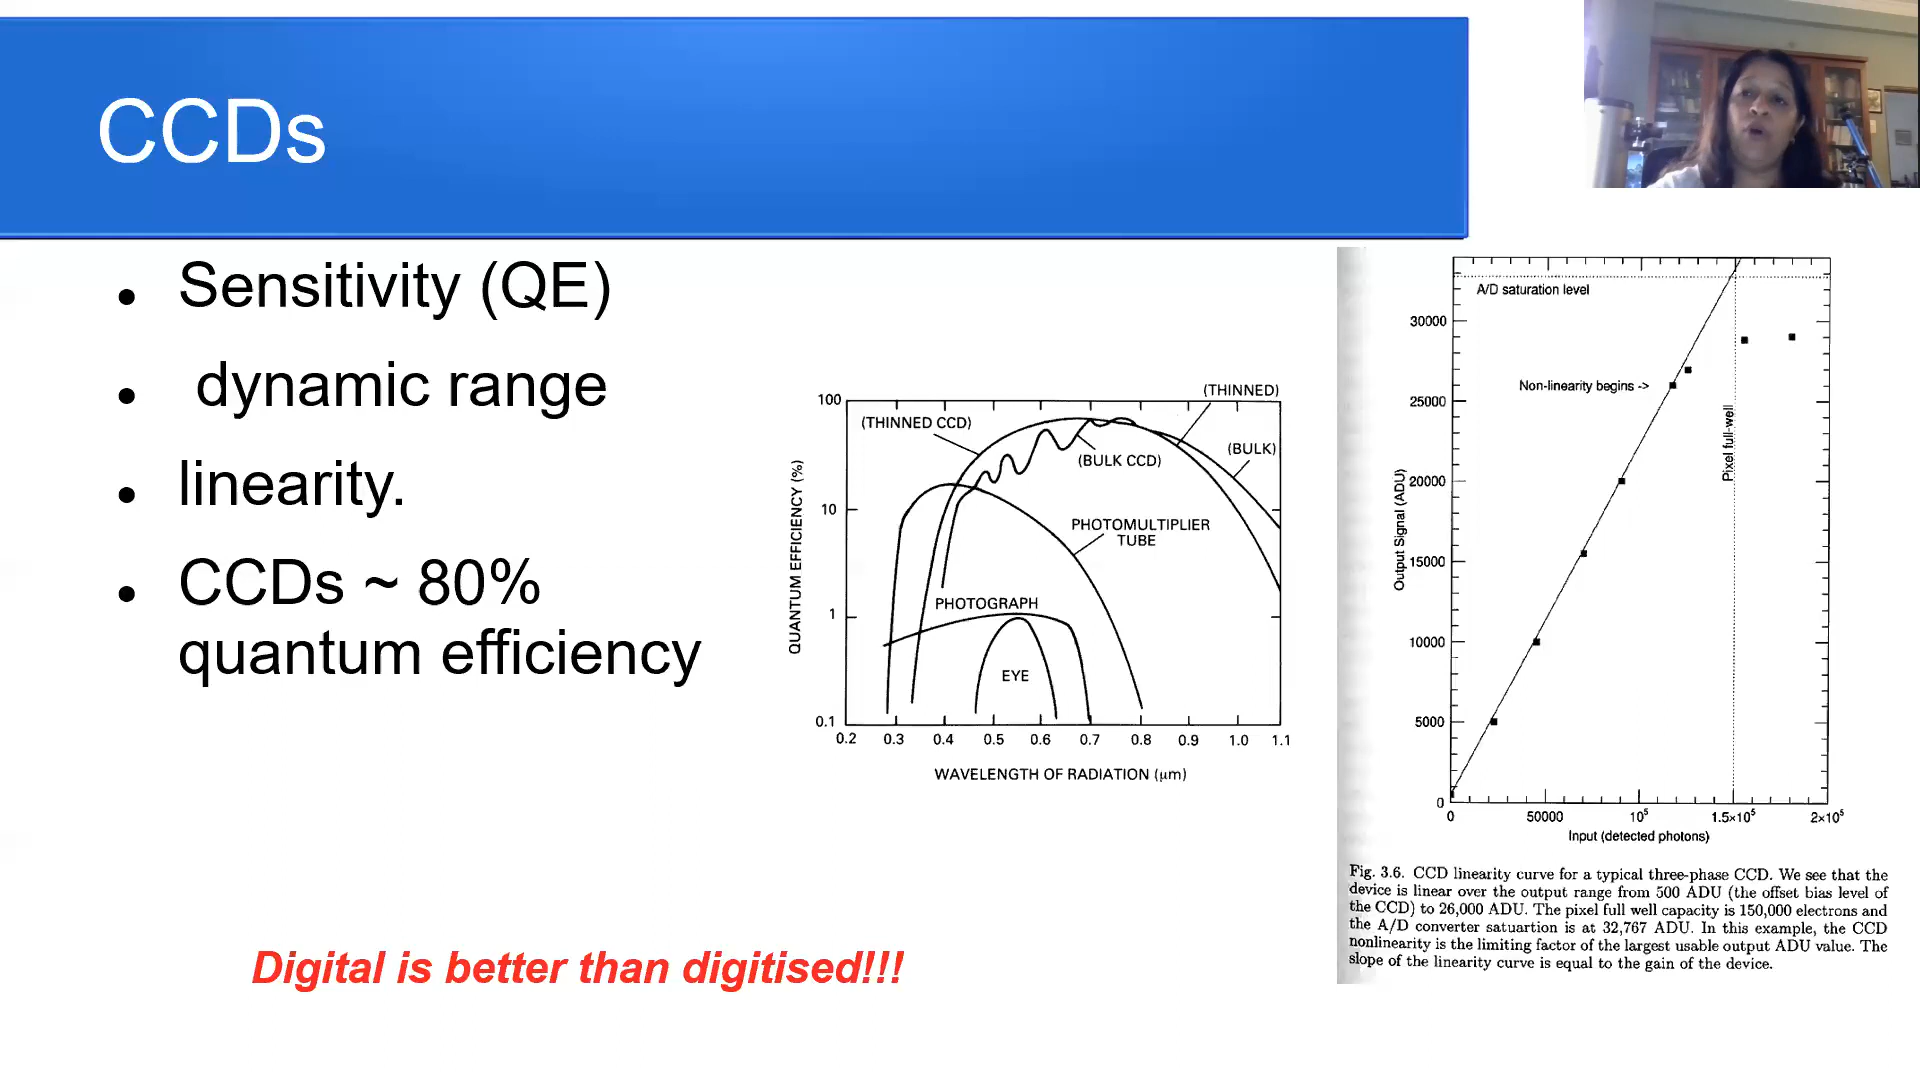 CCDs
Sensitivity (QE)
dynamic range
linearity.
CCDs ~ 80%
quantum efficiency
Digital is better than digitised!!!
100
10
1
0.1
QUANTUM EFFICIENCY (%)
(THINNED CCD)
(THINNED)
(BULK)
(BULK CCD)
PHOTOMULTIPLIER
TUBE
PHOTOGRAPH
EYE
0.2 0.3 0.4 0.5 0.6 0.7 0.8 0.9 1.0 1.1
WAVELENGTH OF RADIATION (μm)
A/D saturation level
30000
Non-linearity begins ->
25000
Pixel full-well
20000
Output Signal (ADU)
15000
10000
5000
0
0 50000 10⁵ 1.5×10⁵ 2×10⁵
Input (detected photons)
Fig. 3.6. CCD linearity curve for a typical three-phase CCD. We see that the
device is linear over the output range from 500 ADU (the offset bias level of
the CCD) to 26,000 ADU. The pixel full well capacity is 150,000 electrons and
the A/D converter satuartion is at 32,767 ADU. In this example, the CCD
nonlinearity is the limiting factor of the largest usable output ADU value. The
slope of the linearity curve is equal to the gain of the device.